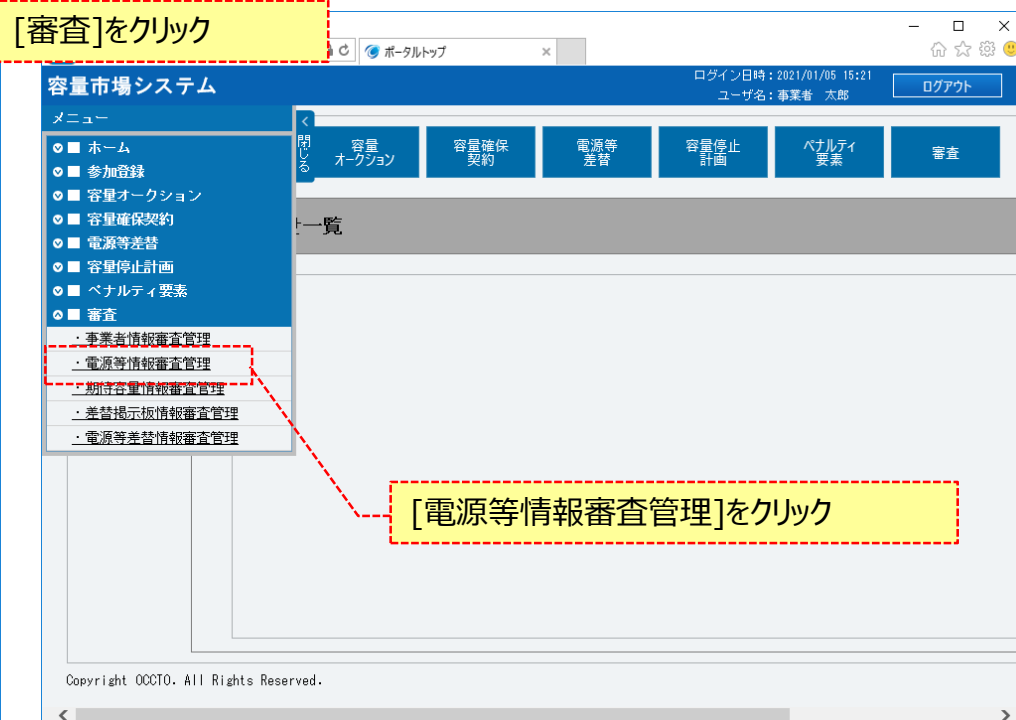 [審査]をクリック
ポータルトップ
×
容量市場システム
ログイン日時:2021/01/05 15:21
ユーザ名:事業者 太郎
ログアウト
メニュー
閉じる
ホーム
参加登録
容量オークション
容量確保契約
電源等差替
容量停止計画
ペナルティ要素
審査
・事業者情報審査管理
・電源等情報審査管理
・期待容量情報審査管理
・差替掲示板情報審査管理
・電源等差替情報審査管理
容量
オークション
容量確保
契約
電源等
差替
容量停止
計画
ペナルティ
要素
審査
一覧
[電源等情報審査管理]をクリック
Copyright OCCTO. All Rights Reserved.